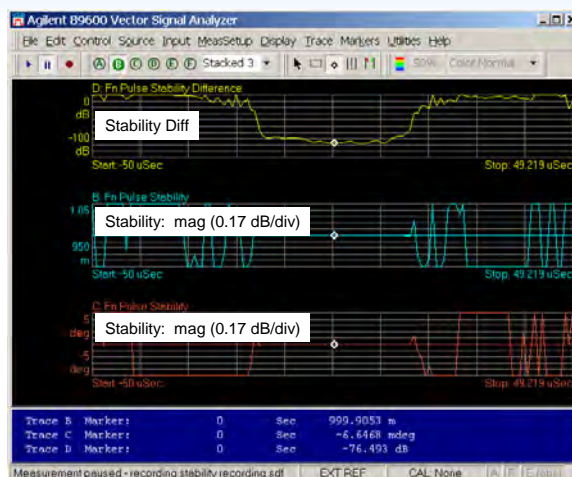 Agilent 89600 Vector Signal Analyzer
File Edit Control Source Input MeasSetup Display Trace Markers Utilities Help
A B C D E F Stacked 3 50% Color Normal
D: Fn Pulse Stability Difference
0
dB
Stability Diff
-100
dB
Start: -50 uSec Stop: 49.219 uSec
B: Fn Pulse Stability
1.05
Stability: mag (0.17 dB/div)
950
m
Start: -50 uSec Stop: 49.219 uSec
C: Fn Pulse Stability
5
deg
Stability: mag (0.17 dB/div)
-5
deg
Start: -50 uSec Stop: 49.219 uSec
Trace B Marker: 0 Sec 999.9053 m
Trace C Marker: 0 Sec -6.6468 mdeg
Trace D Marker: 0 Sec -76.493 dB
Measurement paused - recording stability recording.sdf EXT REF CAL: None